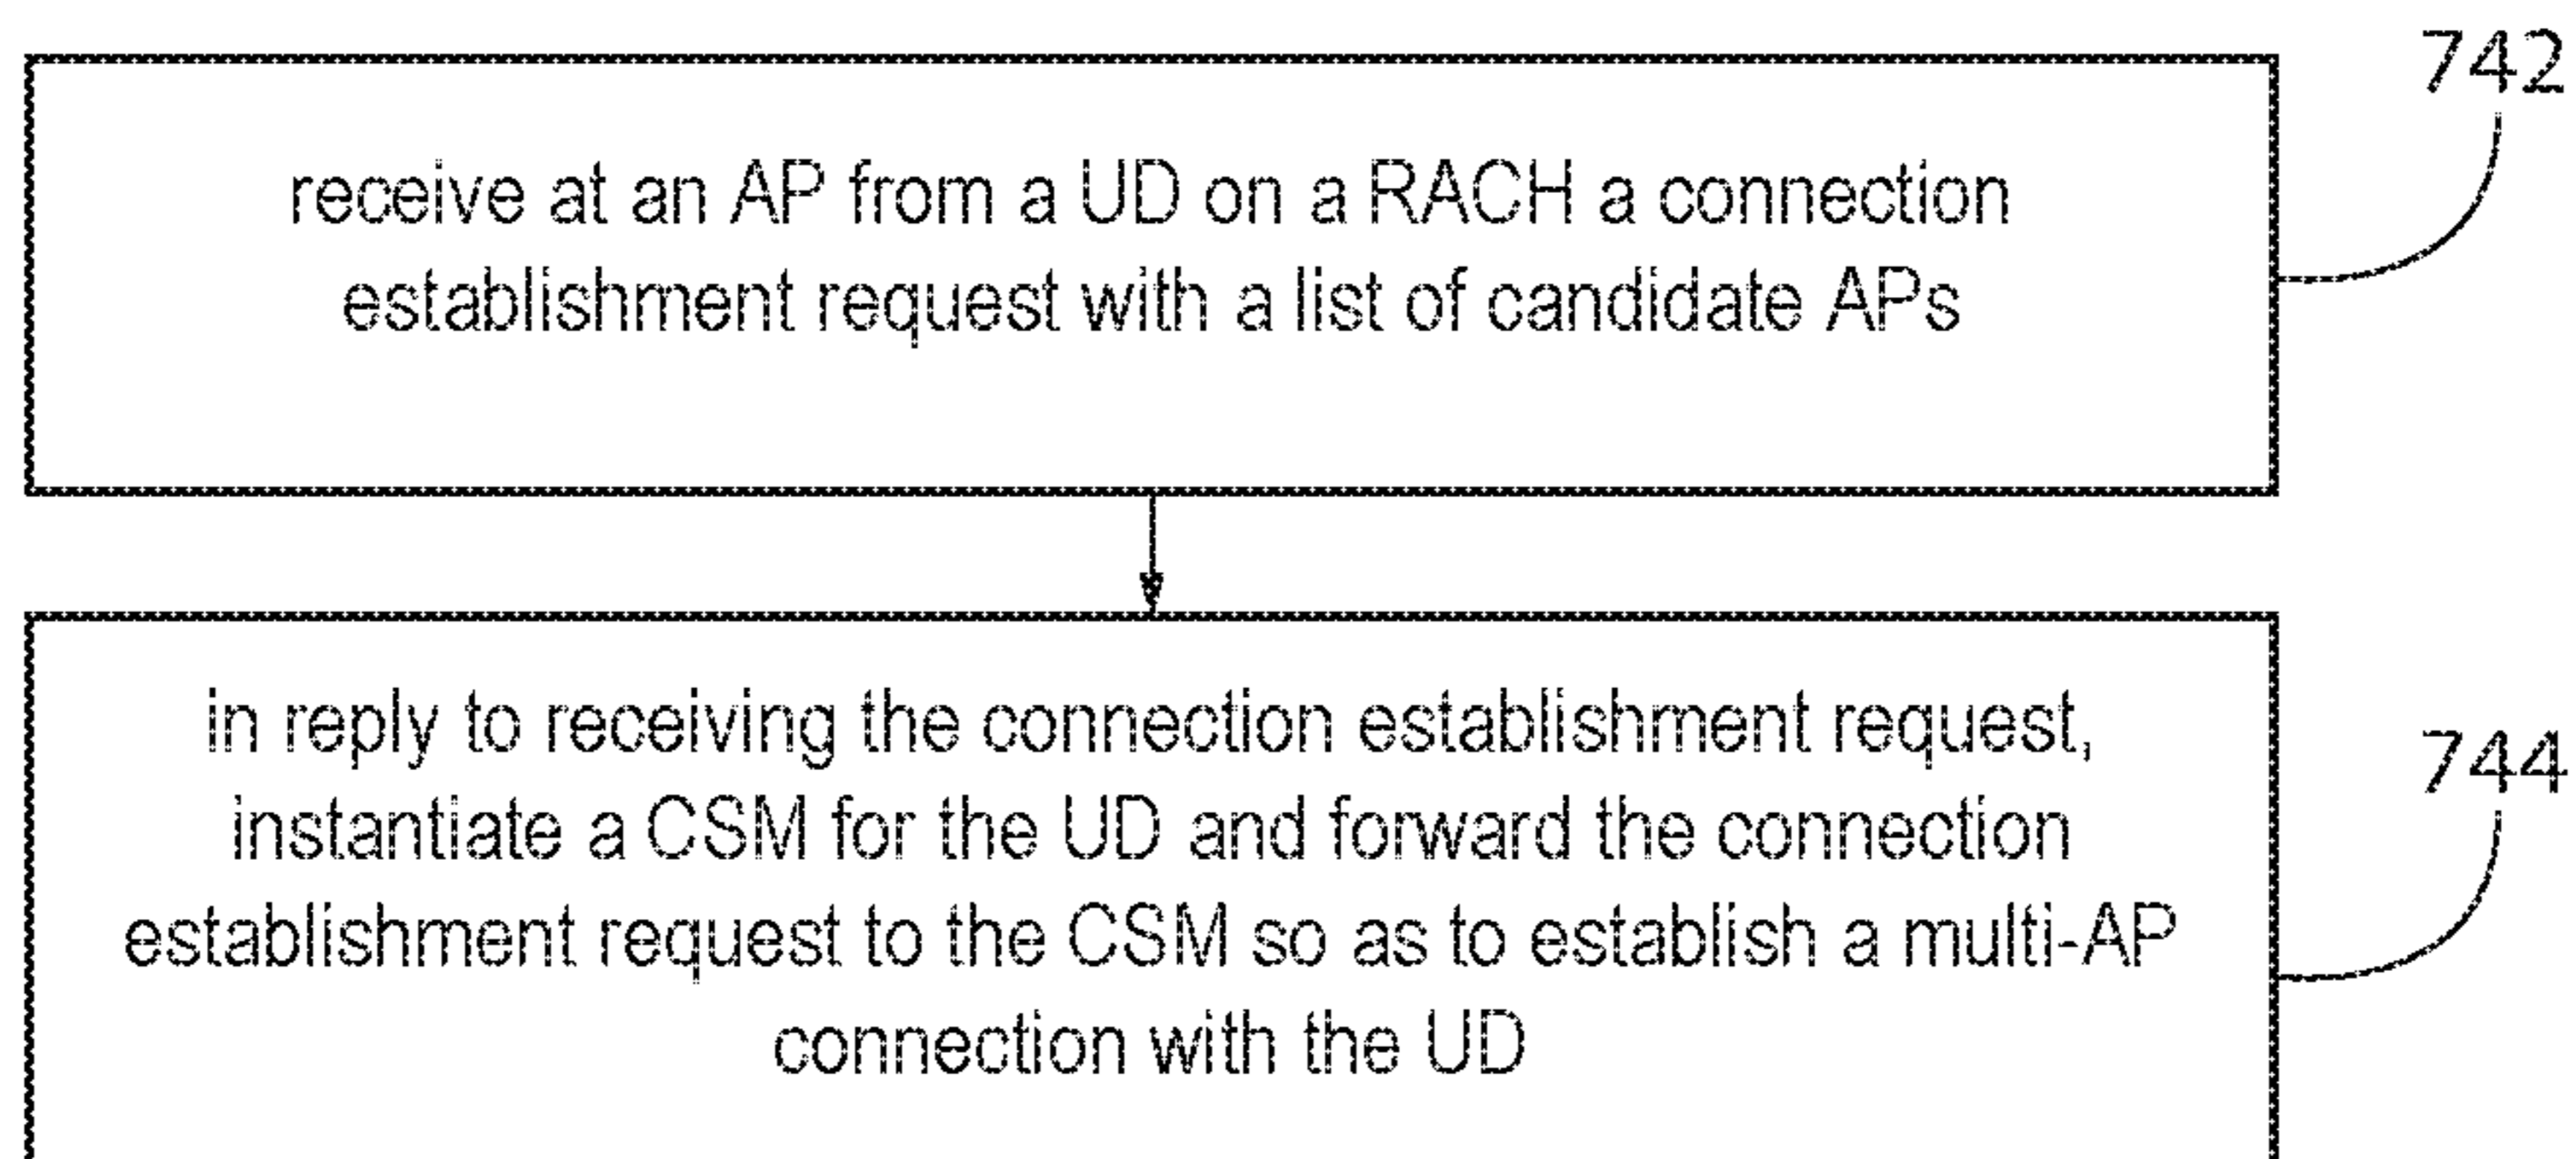 742
receive at an AP from a UD on a RACH a connection
establishment request with a list of candidate APs
in reply to receiving the connection establishment request,
744
instantiate a CSM for the UD and forward the connection
establishment request to the CSM so as to establish a multi-AP
connection with the UD